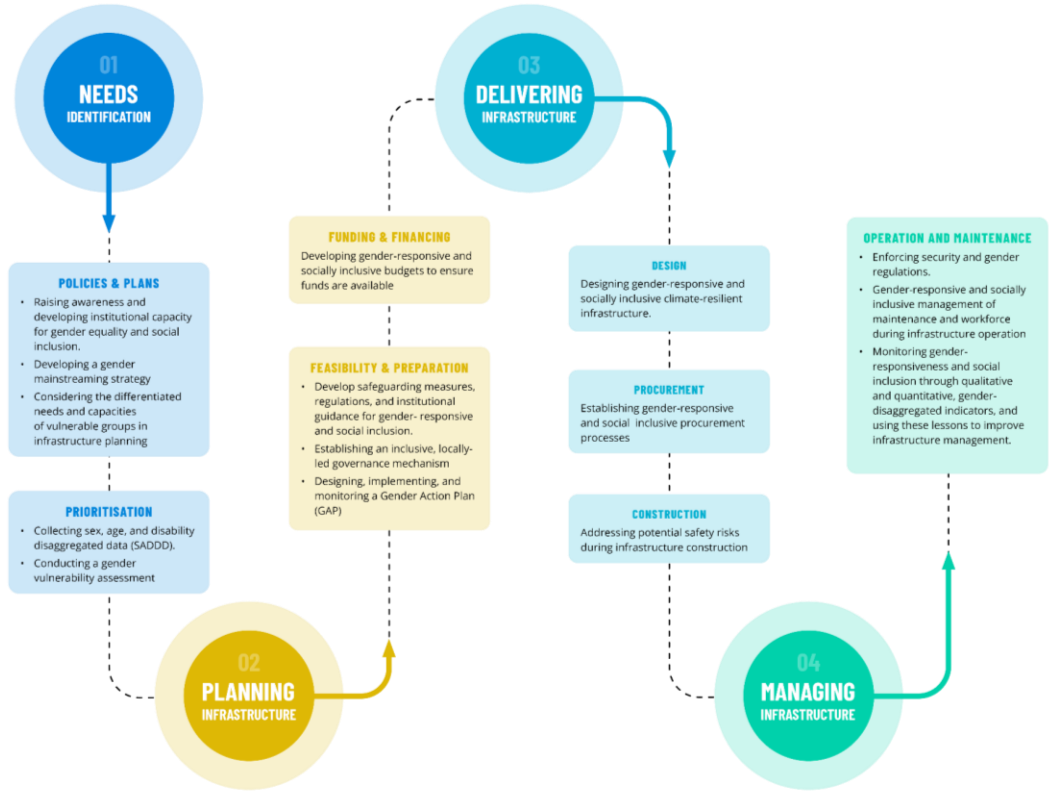 01
NEEDS
IDENTIFICATION
POLICIES & PLANS
• Raising awareness and
developing institutional capacity
for gender equality and social
inclusion.
• Developing a gender
mainstreaming strategy
• Considering the differentiated
needs and capacities
of vulnerable groups in
infrastructure planning
PRIORITISATION
• Collecting sex, age, and disability
disaggregated data (SADDD).
• Conducting a gender
vulnerability assessment
02
PLANNING
INFRASTRUCTURE
FEASIBILITY & PREPARATION
• Develop safeguarding measures,
regulations, and institutional
guidance for gender- responsive
and social inclusion.
• Establishing an inclusive, locally-
led governance mechanism
• Designing, implementing, and
monitoring a Gender Action Plan
(GAP)
FUNDING & FINANCING
Developing gender-responsive and
socially inclusive budgets to ensure
funds are available
03
DELIVERING
INFRASTRUCTURE
DESIGN
Designing gender-responsive and
socially inclusive climate-resilient
infrastructure.
PROCUREMENT
Establishing gender-responsive
and social inclusive procurement
processes
CONSTRUCTION
Addressing potential safety risks
during infrastructure construction
04
MANAGING
INFRASTRUCTURE
OPERATION AND MAINTENANCE
• Enforcing security and gender
regulations.
• Gender-responsive and socially
inclusive management of
maintenance and workforce
during infrastructure operation
• Monitoring gender-
responsiveness and social
inclusion through qualitative
and quantitative, gender-
disaggregated indicators, and
using these lessons to improve
infrastructure management.